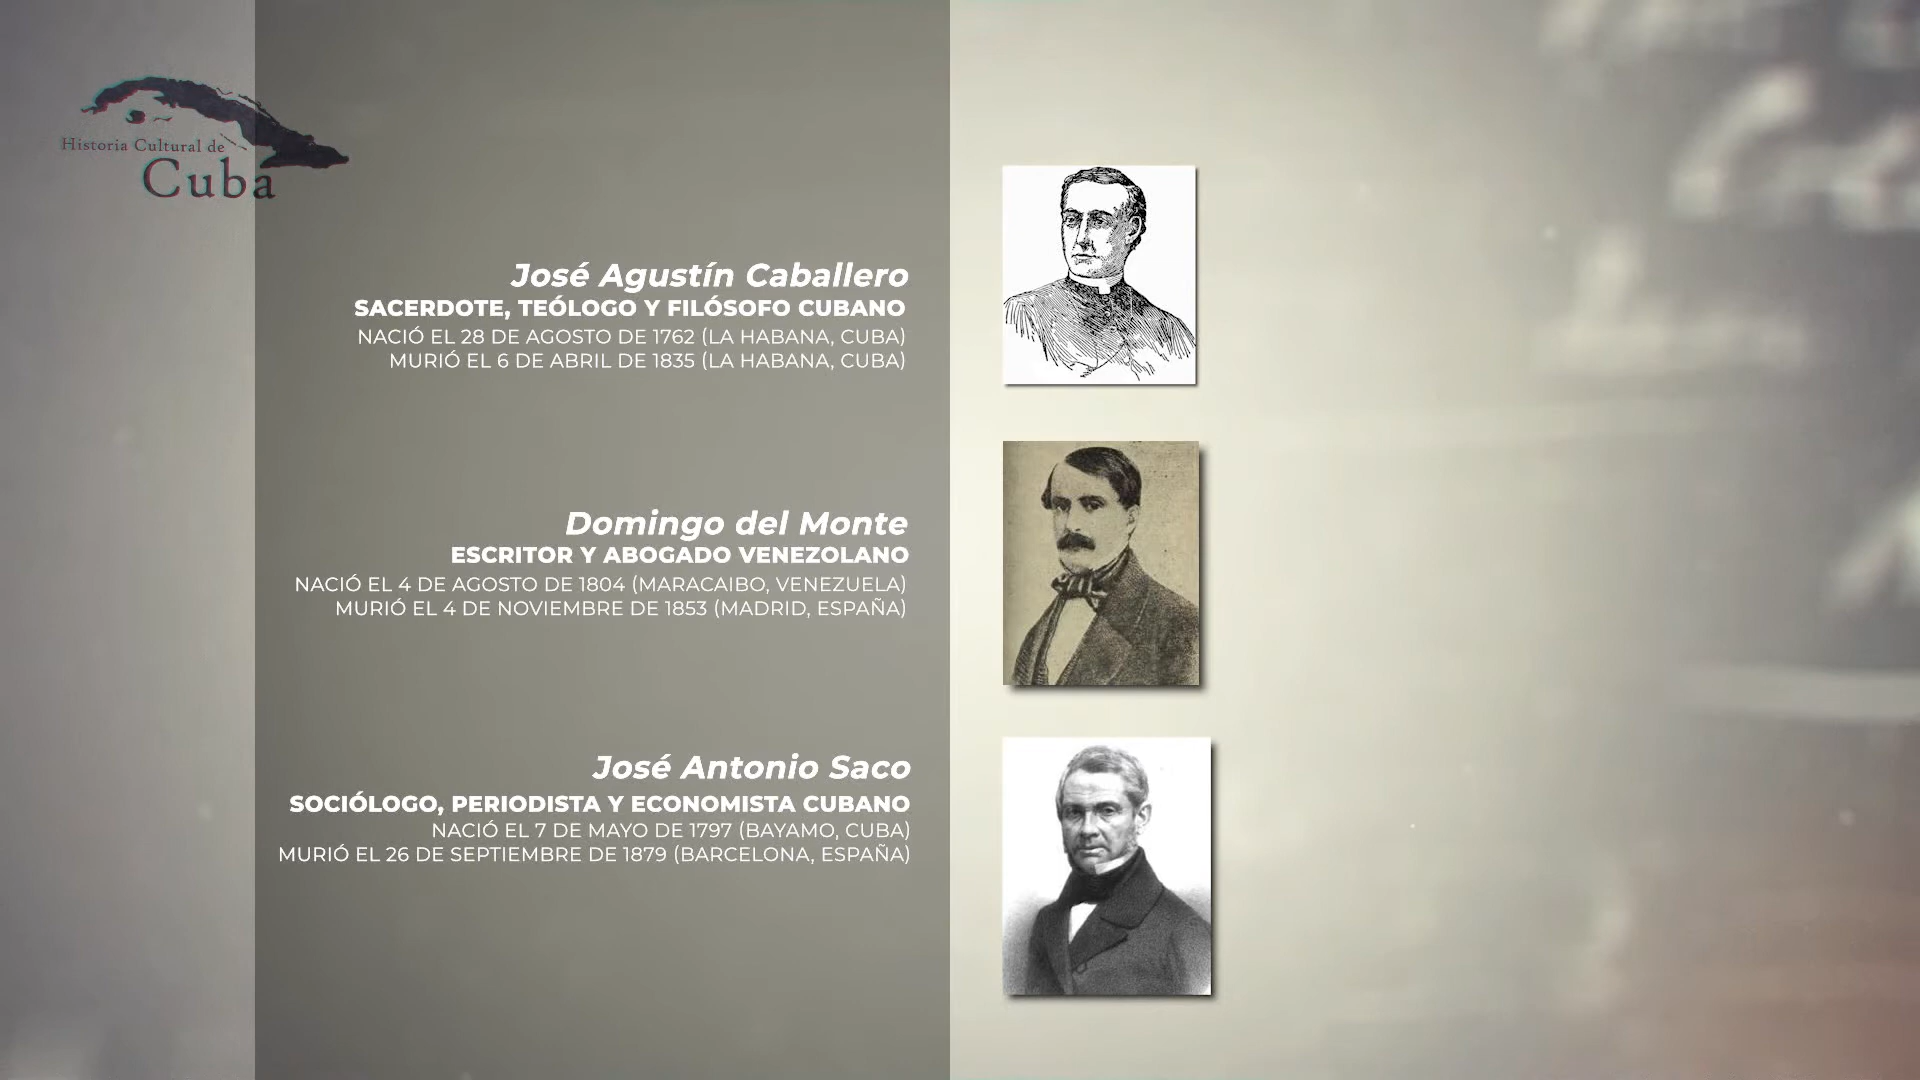 Historia Cultural de
Cuba
José Agustín Caballero
SACERDOTE, TEÓLOGO Y FILÓSOFO CUBANO
NACIÓ EL 28 DE AGOSTO DE 1762 (LA HABANA, CUBA)
MURIÓ EL 6 DE ABRIL DE 1835 (LA HABANA, CUBA)
Domingo del Monte
ESCRITOR Y ABOGADO VENEZOLANO
NACIÓ EL 4 DE AGOSTO DE 1804 (MARACAIBO, VENEZUELA)
MURIÓ EL 4 DE NOVIEMBRE DE 1853 (MADRID, ESPAÑA)
José Antonio Saco
SOCIÓLOGO, PERIODISTA Y ECONOMISTA CUBANO
NACIÓ EL 7 DE MAYO DE 1797 (BAYAMO, CUBA)
MURIÓ EL 26 DE SEPTIEMBRE DE 1879 (BARCELONA, ESPAÑA)